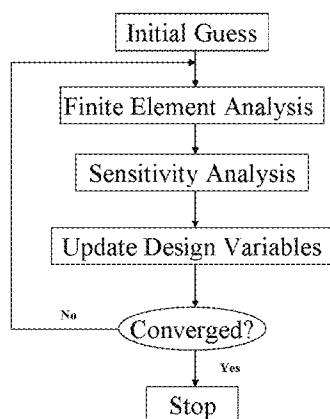 Initial Guess
Finite Element Analysis
Sensitivity Analysis
Update Design Variables
No
Converged?
Yes
Stop